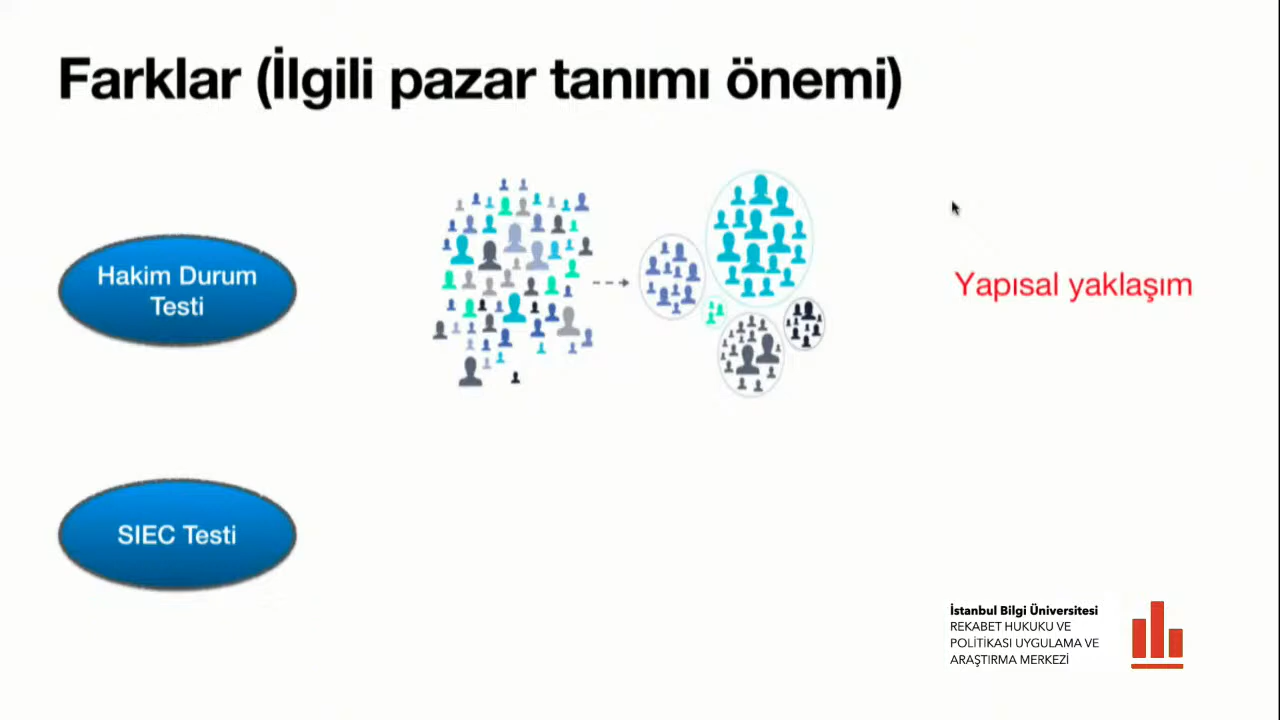 Farklar (İlgili pazar tanımı önemi)
Hakim Durum
Testi
Yapısal yaklaşım
SIEC Testi
İstanbul Bilgi Üniversitesi
REKABET HUKUKU VE
POLİTİKASI UYGULAMA VE
ARAŞTIRMA MERKEZİ